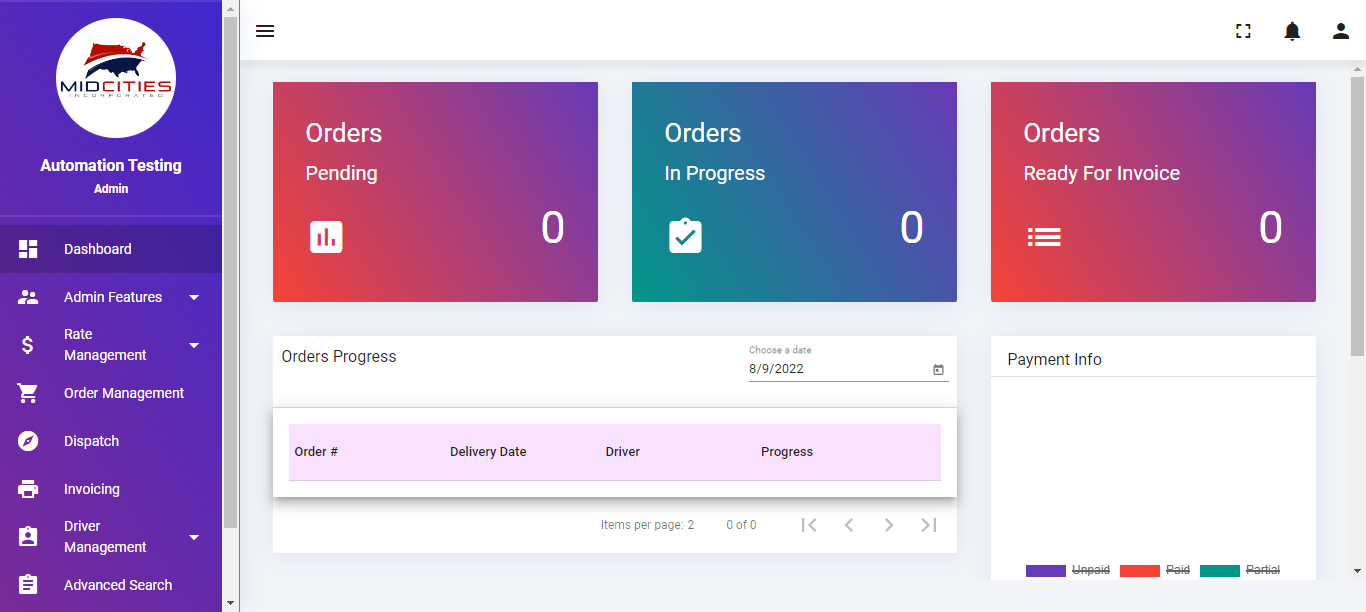 MIDCITIES
INCORPORATED
Automation Testing
Admin
Dashboard
Admin Features
Rate
Management
Order Management
Dispatch
Invoicing
Driver
Management
Advanced Search
Orders
Pending
0
Orders
In Progress
0
Orders
Ready For Invoice
0
Orders Progress
Choose a date
8/9/2022
Order # Delivery Date Driver Progress
Items per page: 2 0 of 0
Payment Info
Unpaid Paid Partial